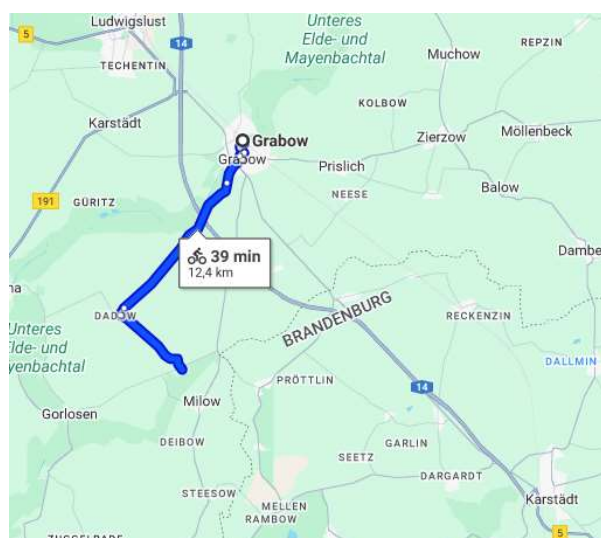 Ludwigslust
Unteres
Elde- und
Mayenbachtal
REPZIN
5
14
Muchow
TECHENTIN
KOLBOW
Karstädt
Grabow
Grabow
Zierzow
Möllenbeck
Prislich
Balow
NEESE
191
GÜRITZ
Dambe
39 min
12,4 km
BRANDENBURG
DADOW
RECKENZIN
Unteres
Elde- und
ayenbachtal
DALLMIN
PRÖTTLIN
14
Milow
Gorlosen
DEIBOW
GARLIN
SEETZ
DARGARDT
STEESOW
Karstädt
MELLEN
RAMBOW
5